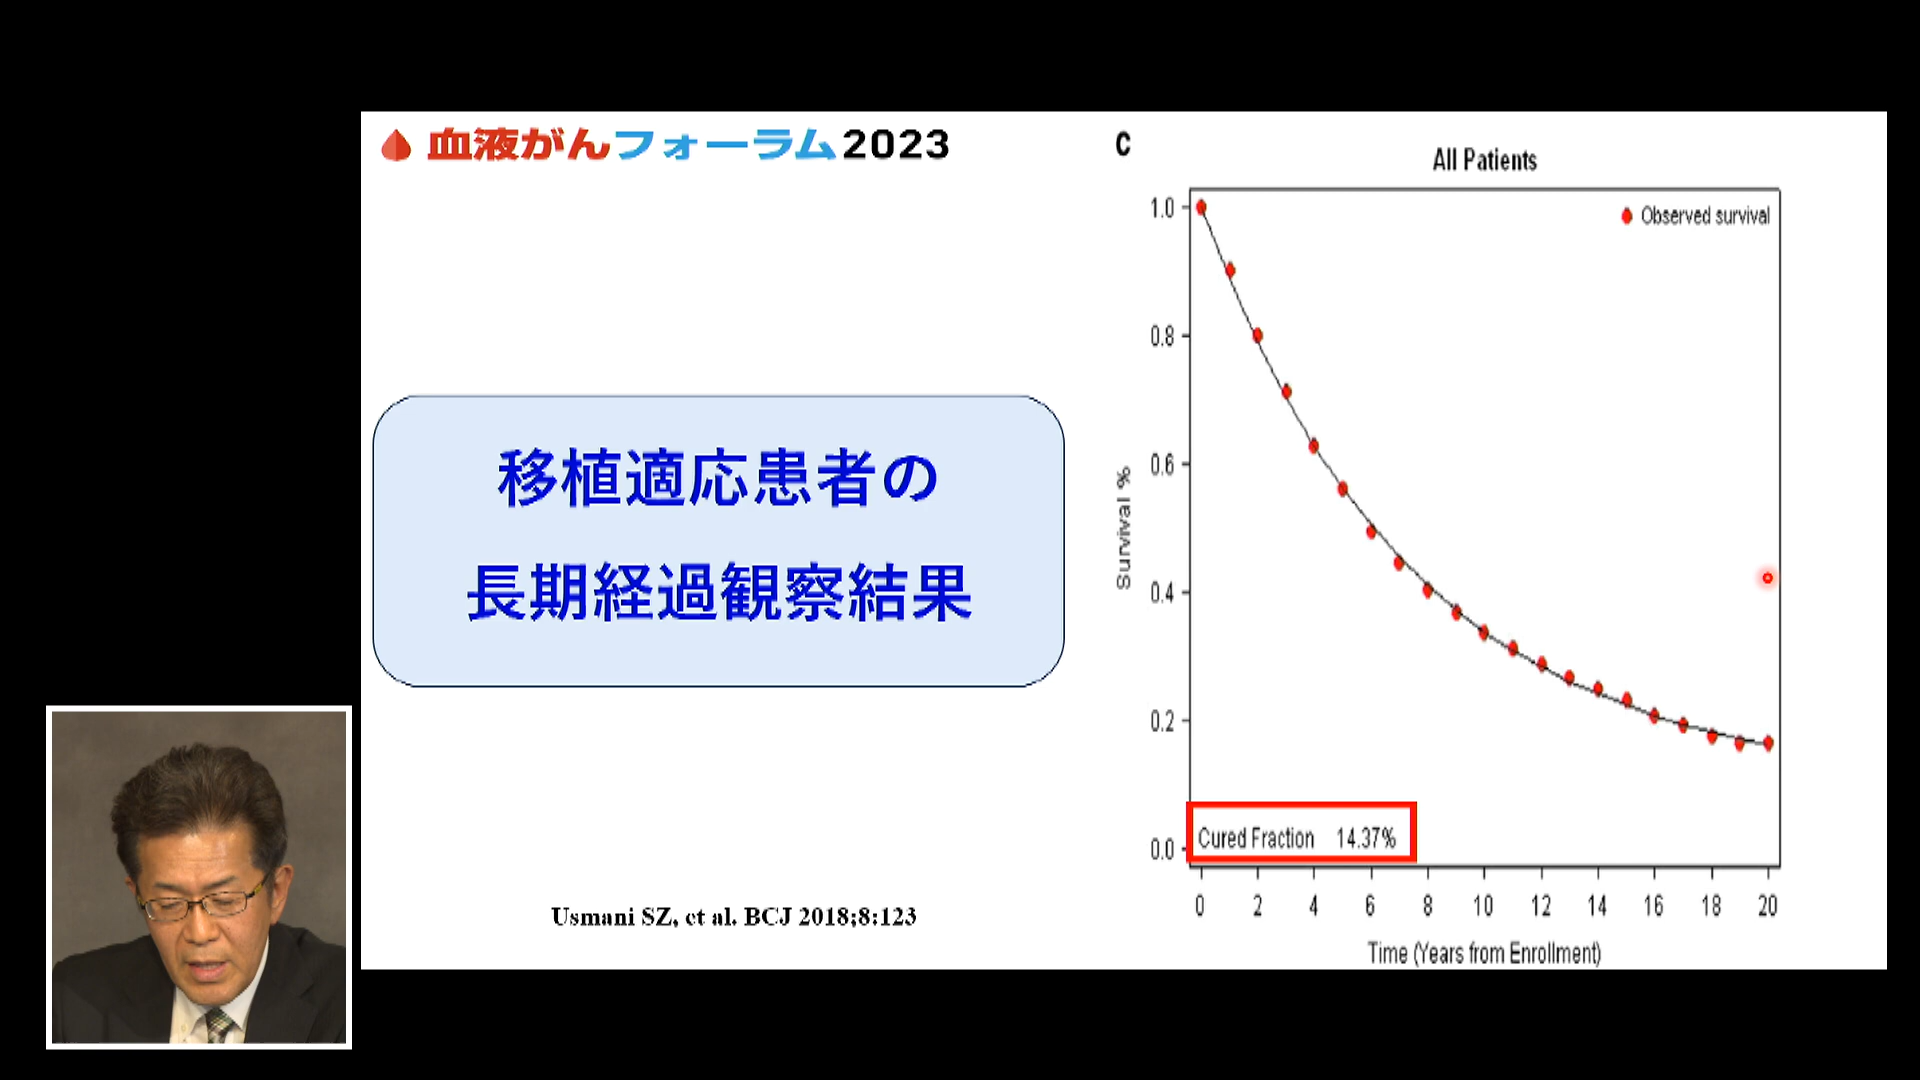 血液がんフォーラム2023
移植適応患者の
長期経過観察結果
Usmani SZ, et al. BCJ 2018;8:123
C
All Patients
Observed survival
Survival %
1.0
0.8
0.6
0.4
0.2
0.0
Cured Fraction 14.37%
0 2 4 6 8 10 12 14 16 18 20
Time (Years from Enrollment)